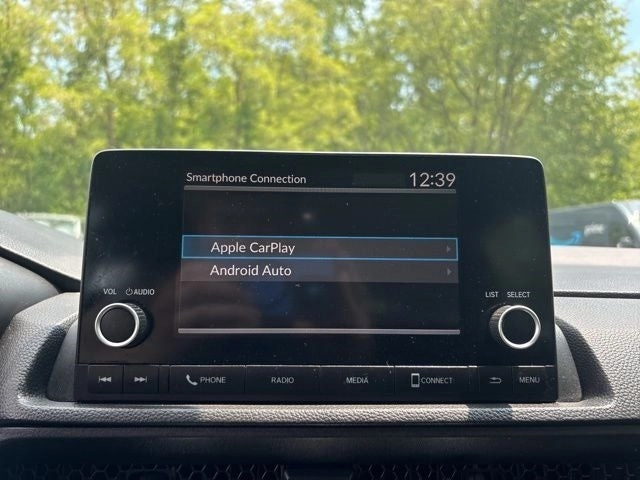 Smartphone Connection 12:39
Apple CarPlay
Android Auto
VOL AUDIO
LIST SELECT
PHONE RADIO MEDIA CONNECT MENU